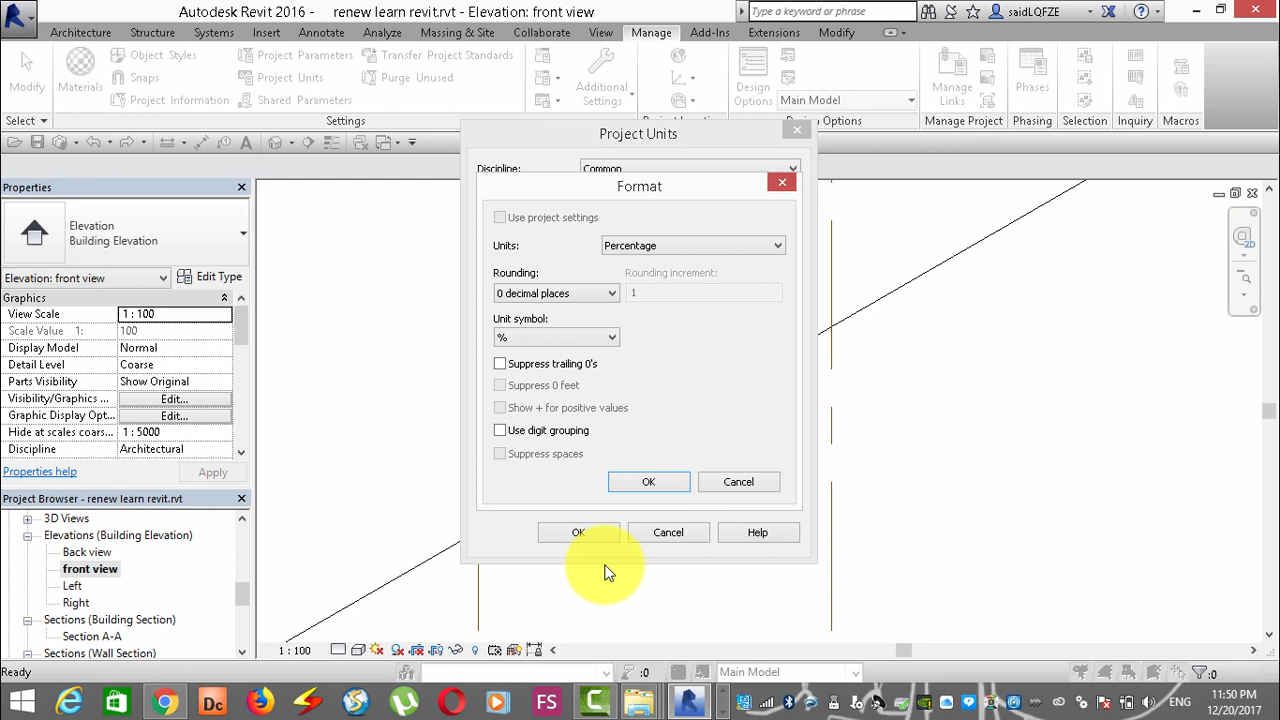 Autodesk Revit 2016 - renew learn revit.rvt - Elevation: front view
Type a keyword or phrase
saidLQFZE
Architecture Structure Systems Insert Annotate Analyze Massing & Site Collaborate View Manage Add-Ins Extensions Modify
Modify
Materials
Object Styles
Snaps
Project Information
Project Parameters
Project Units
Shared Parameters
Transfer Project Standards
Purge Unused
Additional Settings
Design Options
Main Model
Manage Links
Phases
Select
Settings
Design Options
Manage Project
Phasing
Selection
Inquiry
Macros
Properties
Elevation
Building Elevation
Elevation: front view
Edit Type
Graphics
View Scale 1 : 100
Scale Value 1: 100
Display Model Normal
Detail Level Coarse
Parts Visibility Show Original
Visibility/Graphics ... Edit...
Graphic Display Opt... Edit...
Hide at scales coars... 1 : 5000
Discipline Architectural
Properties help
Apply
Project Browser - renew learn revit.rvt
3D Views
Elevations (Building Elevation)
Back view
front view
Left
Right
Sections (Building Section)
Section A-A
Sections (Wall Section)
Project Units
Discipline: Common
Format
Use project settings
Units: Percentage
Rounding: Rounding increment:
0 decimal places 1
Unit symbol:
%
Suppress trailing 0's
Suppress 0 feet
Show + for positive values
Use digit grouping
Suppress spaces
OK Cancel
OK Cancel Help
1 : 100
Ready
:0
Main Model
:0
Dc
FS
ENG
11:50 PM
12/20/2017